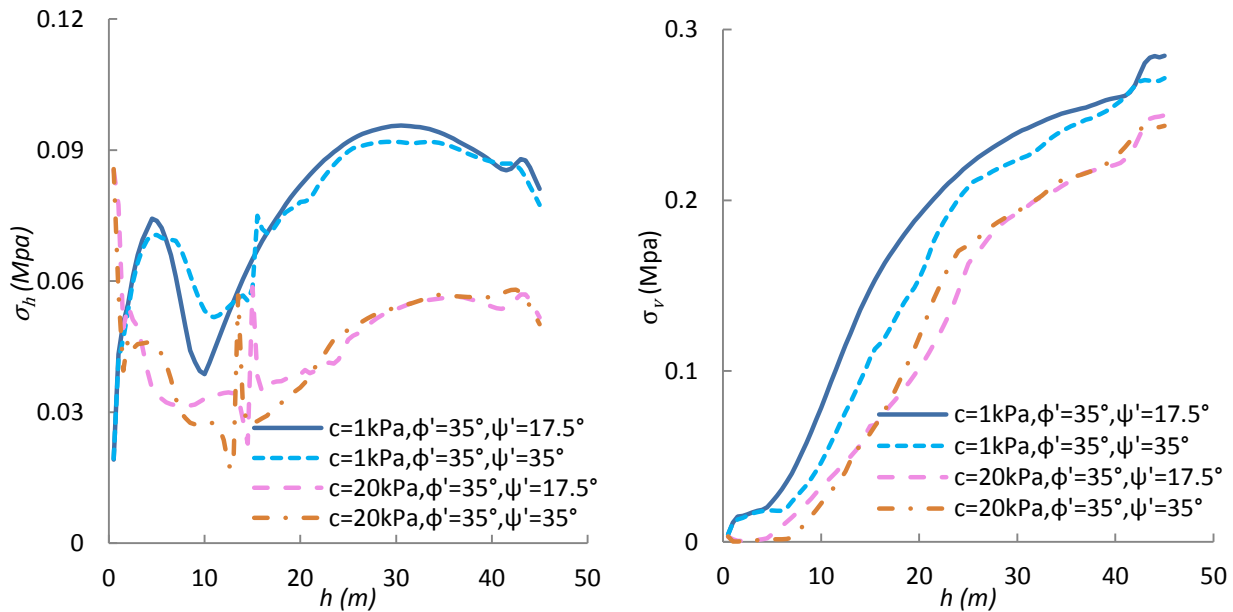 0.12
0.09
0.06
0.03
0
σh (Mpa)
0 10 20 30 40 50
h (m)
c=1kPa,ϕ'=35°,ψ'=17.5°
c=1kPa,ϕ'=35°,ψ'=35°
c=20kPa,ϕ'=35°,ψ'=17.5°
c=20kPa,ϕ'=35°,ψ'=35°
0.3
0.2
0.1
0
σv (Mpa)
0 10 20 30 40 50
h (m)
c=1kPa,ϕ'=35°,ψ'=17.5°
c=1kPa,ϕ'=35°,ψ'=35°
c=20kPa,ϕ'=35°,ψ'=17.5°
c=20kPa,ϕ'=35°,ψ'=35°